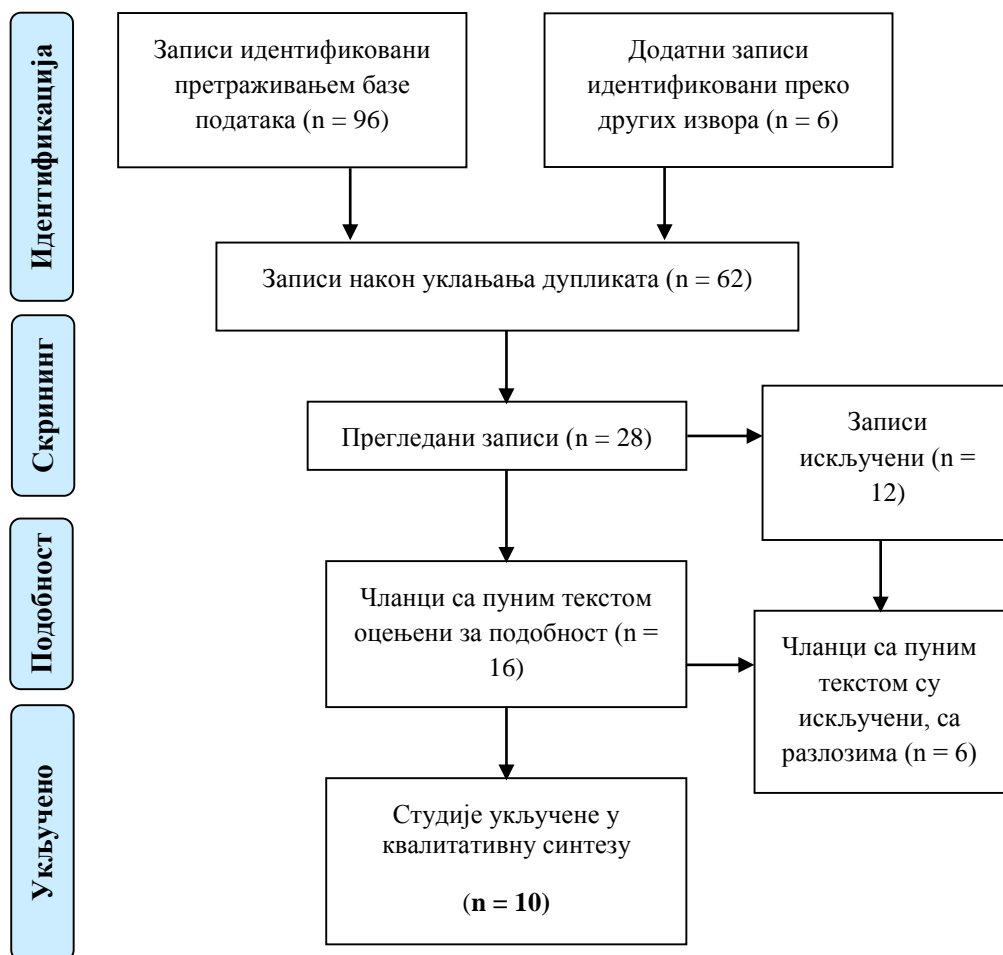 Идентификација
Записи идентификовани
претраживањем базе
података (n = 96)
Додатни записи
идентификовани преко
других извора (n = 6)
Записи након уклањања дупликата (n = 62)
Скрининг
Прегледани записи (n = 28)
Записи
искључени (n =
12)
Подобност
Чланци са пуним текстом
оцењени за подобност (n =
16)
Чланци са пуним
текстом су
искључени, са
разлозима (n = 6)
Укључено
Студије укључене у
квалитативну синтезу
(n = 10)